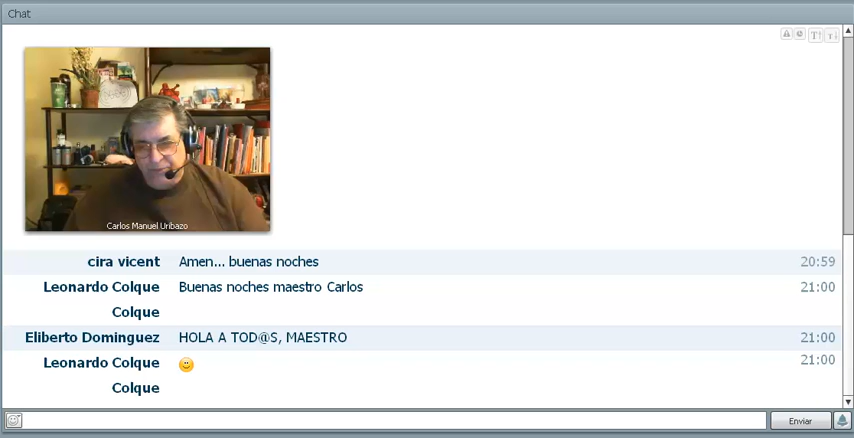 Chat
Carlos Manuel Uribazo
cira vicent Amen... buenas noches 20:59
Leonardo Colque Buenas noches maestro Carlos 21:00
Colque
Eliberto Dominguez HOLA A TOD@S, MAESTRO 21:00
Leonardo Colque 21:00
Colque
Enviar